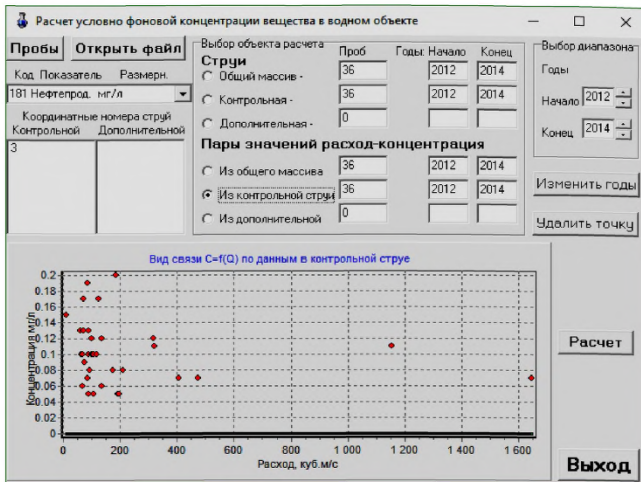 Расчет условно фоновой концентрации вещества в водном объекте
Пробы Открыть файл
Код Показатель Размерн.
181 Нефтепрод. мг/л
Координатные номера струй
Контрольной Дополнительной
3
Выбор объекта расчета Проб Годы: Начало Конец
Струи
Общий массив - 36 2012 2014
Контрольная - 36 2012 2014
Дополнительная - 0
Пары значений расход-концентрация
Из общего массива 36 2012 2014
Из контрольной струи 36 2012 2014
Из дополнительной 0
Выбор диапазона
Годы
Начало 2012
Конец 2014
Изменить годы
Удалить точку
Вид связи C=f(Q) по данным в контрольной струе
Концентрация мг/л
0.2
0.18
0.16
0.14
0.12
0.1
0.08
0.06
0.04
0.02
0
0 200 400 600 800 1 000 1 200 1 400 1 600
Расход, куб.м/с
Расчет
Выход